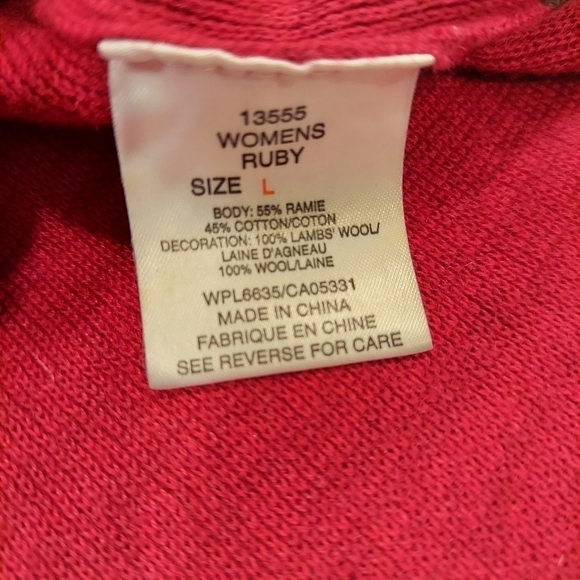 13555
WOMENS
RUBY
SIZE L
BODY: 55% RAMIE
45% COTTON/COTON
DECORATION: 100% LAMBS' WOOL/
LAINE D'AGNEAU
100% WOOL/LAINE
WPL6635/CA05331
MADE IN CHINA
FABRIQUE EN CHINE
SEE REVERSE FOR CARE